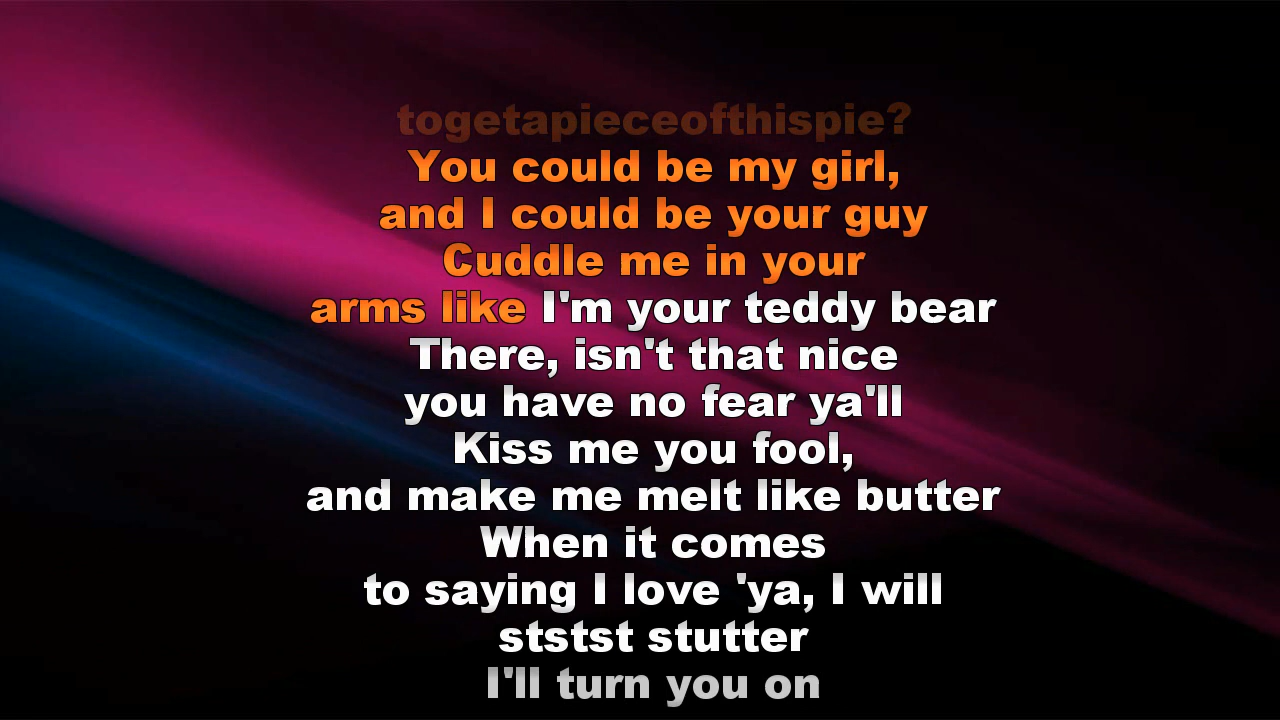 togetapieceofthispie?
You could be my girl,
and I could be your guy
Cuddle me in your
arms like I'm your teddy bear
There, isn't that nice
you have no fear ya'll
Kiss me you fool,
and make me melt like butter
When it comes
to saying I love 'ya, I will
ststst stutter
I'll turn you on